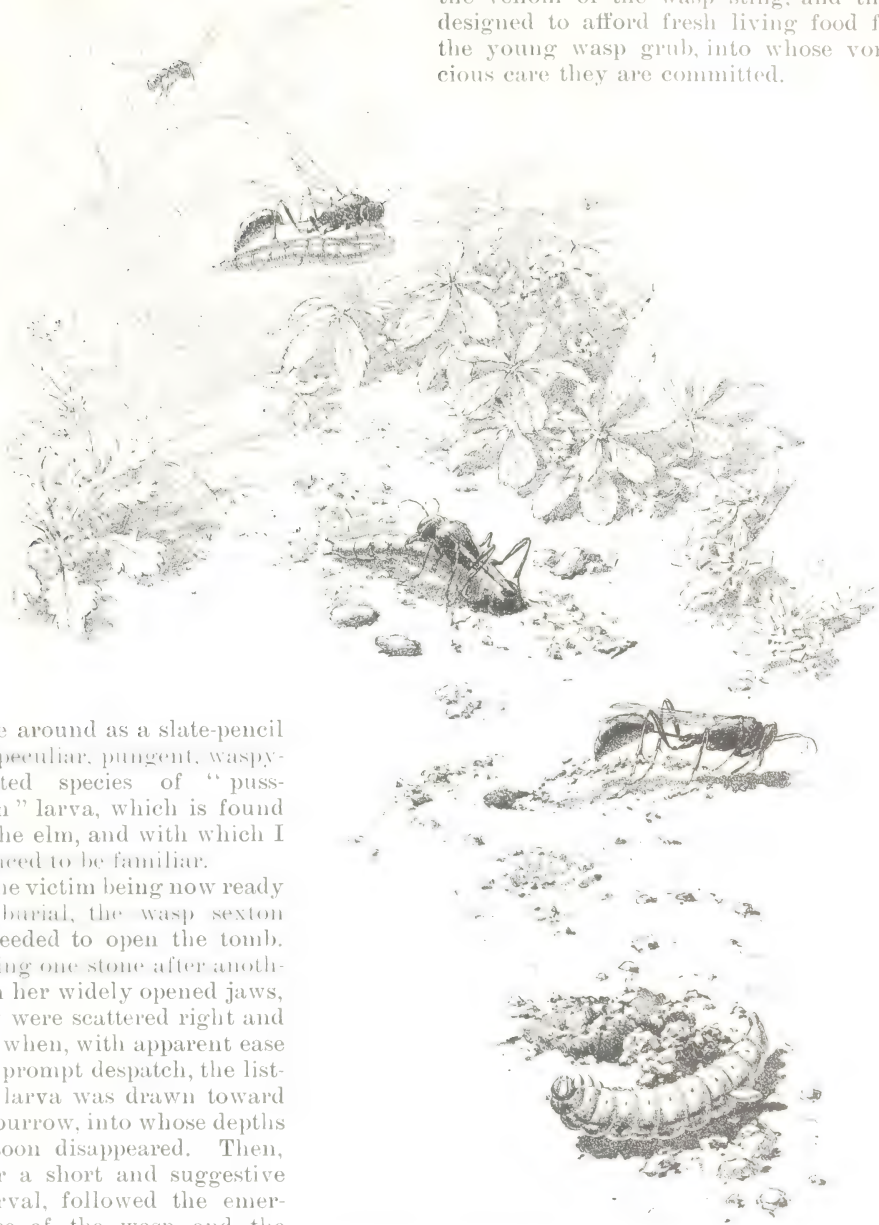 the venom of the wasp sting, and th
designed to afford fresh living food f
the young wasp grub, into whose vor
cious care they are committed.
e around as a slate-pencil
peculiar, pungent, waspy-
ted species of “ puss-
n ” larva, which is found
he elm, and with which I
nced to be familiar.
he victim being now ready
burial, the wasp sexton
eeded to open the tomb.
ing one stone after anoth-
n her widely opened jaws,
were scattered right and
when, with apparent ease
prompt despatch, the list-
larva was drawn toward
burrow, into whose depths
oon disappeared. Then,
r a short and suggestive
rval, followed the emer-
of the wasp and the